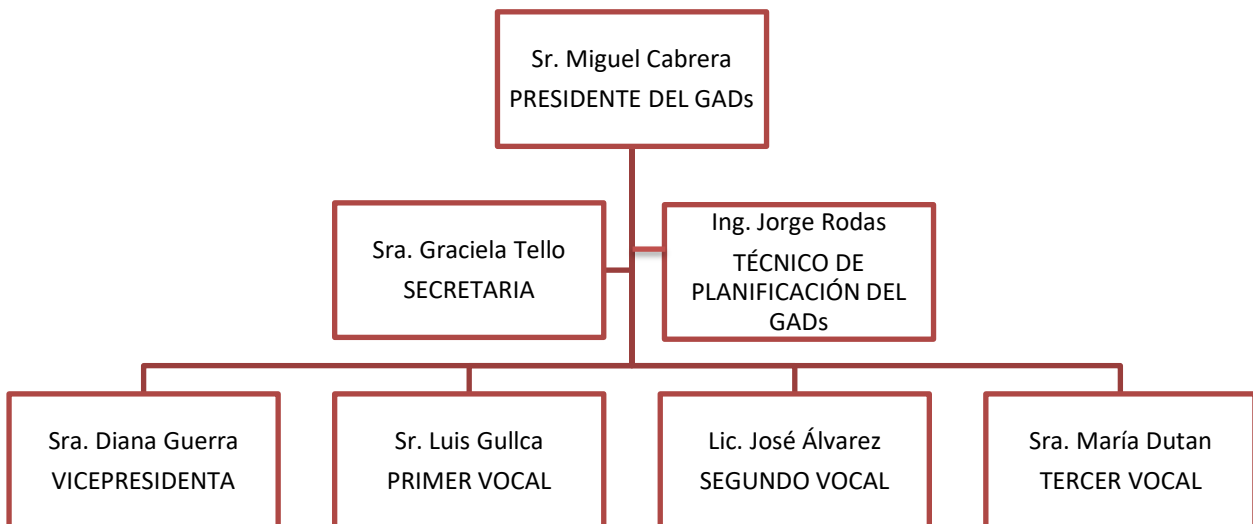 Sr. Miguel Cabrera
PRESIDENTE DEL GADs
Sra. Graciela Tello
SECRETARIA
Ing. Jorge Rodas
TÉCNICO DE
PLANIFICACIÓN DEL
GADs
Sra. Diana Guerra
VICEPRESIDENTA
Sr. Luis Gullca
PRIMER VOCAL
Lic. José Álvarez
SEGUNDO VOCAL
Sra. María Dutan
TERCER VOCAL